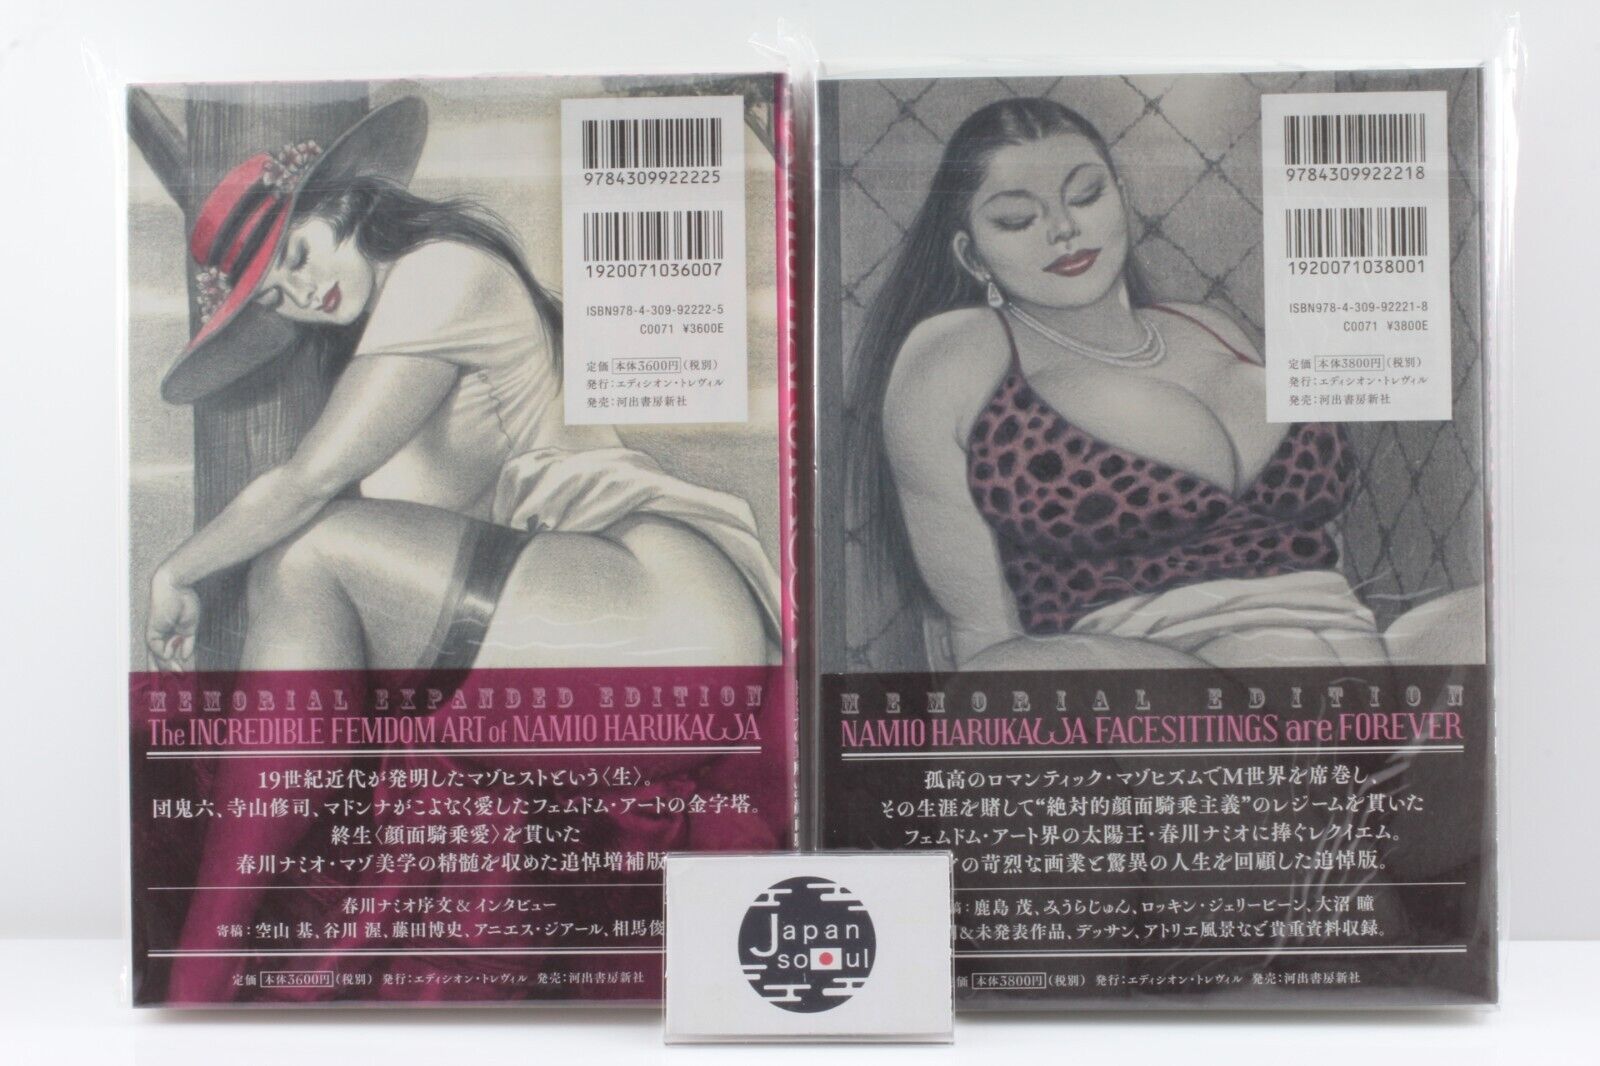 9784309922225
1920071036007
ISBN978-4-309-92222-5
C0071 ¥3600E
定価 本体3600円(税別)
発行:エディシオン・トレヴィル
発売:河出書房新社
MEMORIAL EXPANDED EDITION
The INCREDIBLE FEMDOM ART of NAMIO HARUKAWA
19世紀近代が発明したマゾヒストという〈生〉。
団鬼六、寺山修司、マドンナがこよなく愛したフェムドム・アートの金字塔。
終生〈顔面騎乗愛〉を貫いた
春川ナミオ・マゾ美学の精髄を収めた追悼増補版
春川ナミオ序文&インタビュー
寄稿:空山 基、谷川 渥、藤田博史、アニエス・ジアール、相馬俊
定価 本体3600円(税別) 発行:エディシオン・トレヴィル 発売:河出書房新社
9784309922218
1920071038001
ISBN978-4-309-92221-8
C0071 ¥3800E
定価 本体3800円(税別)
発行:エディシオン・トレヴィル
発売:河出書房新社
MEMORIAL EDITION
NAMIO HARUKAWA FACESITTINGS are FOREVER
孤高のロマンティック・マゾヒズムでM世界を席巻し、
その生涯を賭して“絶対的顔面騎乗主義”のレジームを貫いた
フェムドム・アート界の太陽王・春川ナミオに捧ぐレクイエム。
の苛烈な画業と驚異の人生を回顧した追悼版。
稿:鹿島 茂、みうらじゅん、ロッキン・ジェリービーン、大沼 瞳
&未発表作品、デッサン、アトリエ風景など貴重資料収録。
価 本体3800円(税別) 発行:エディシオン・トレヴィル 発売:河出書房新社
Japan
soul